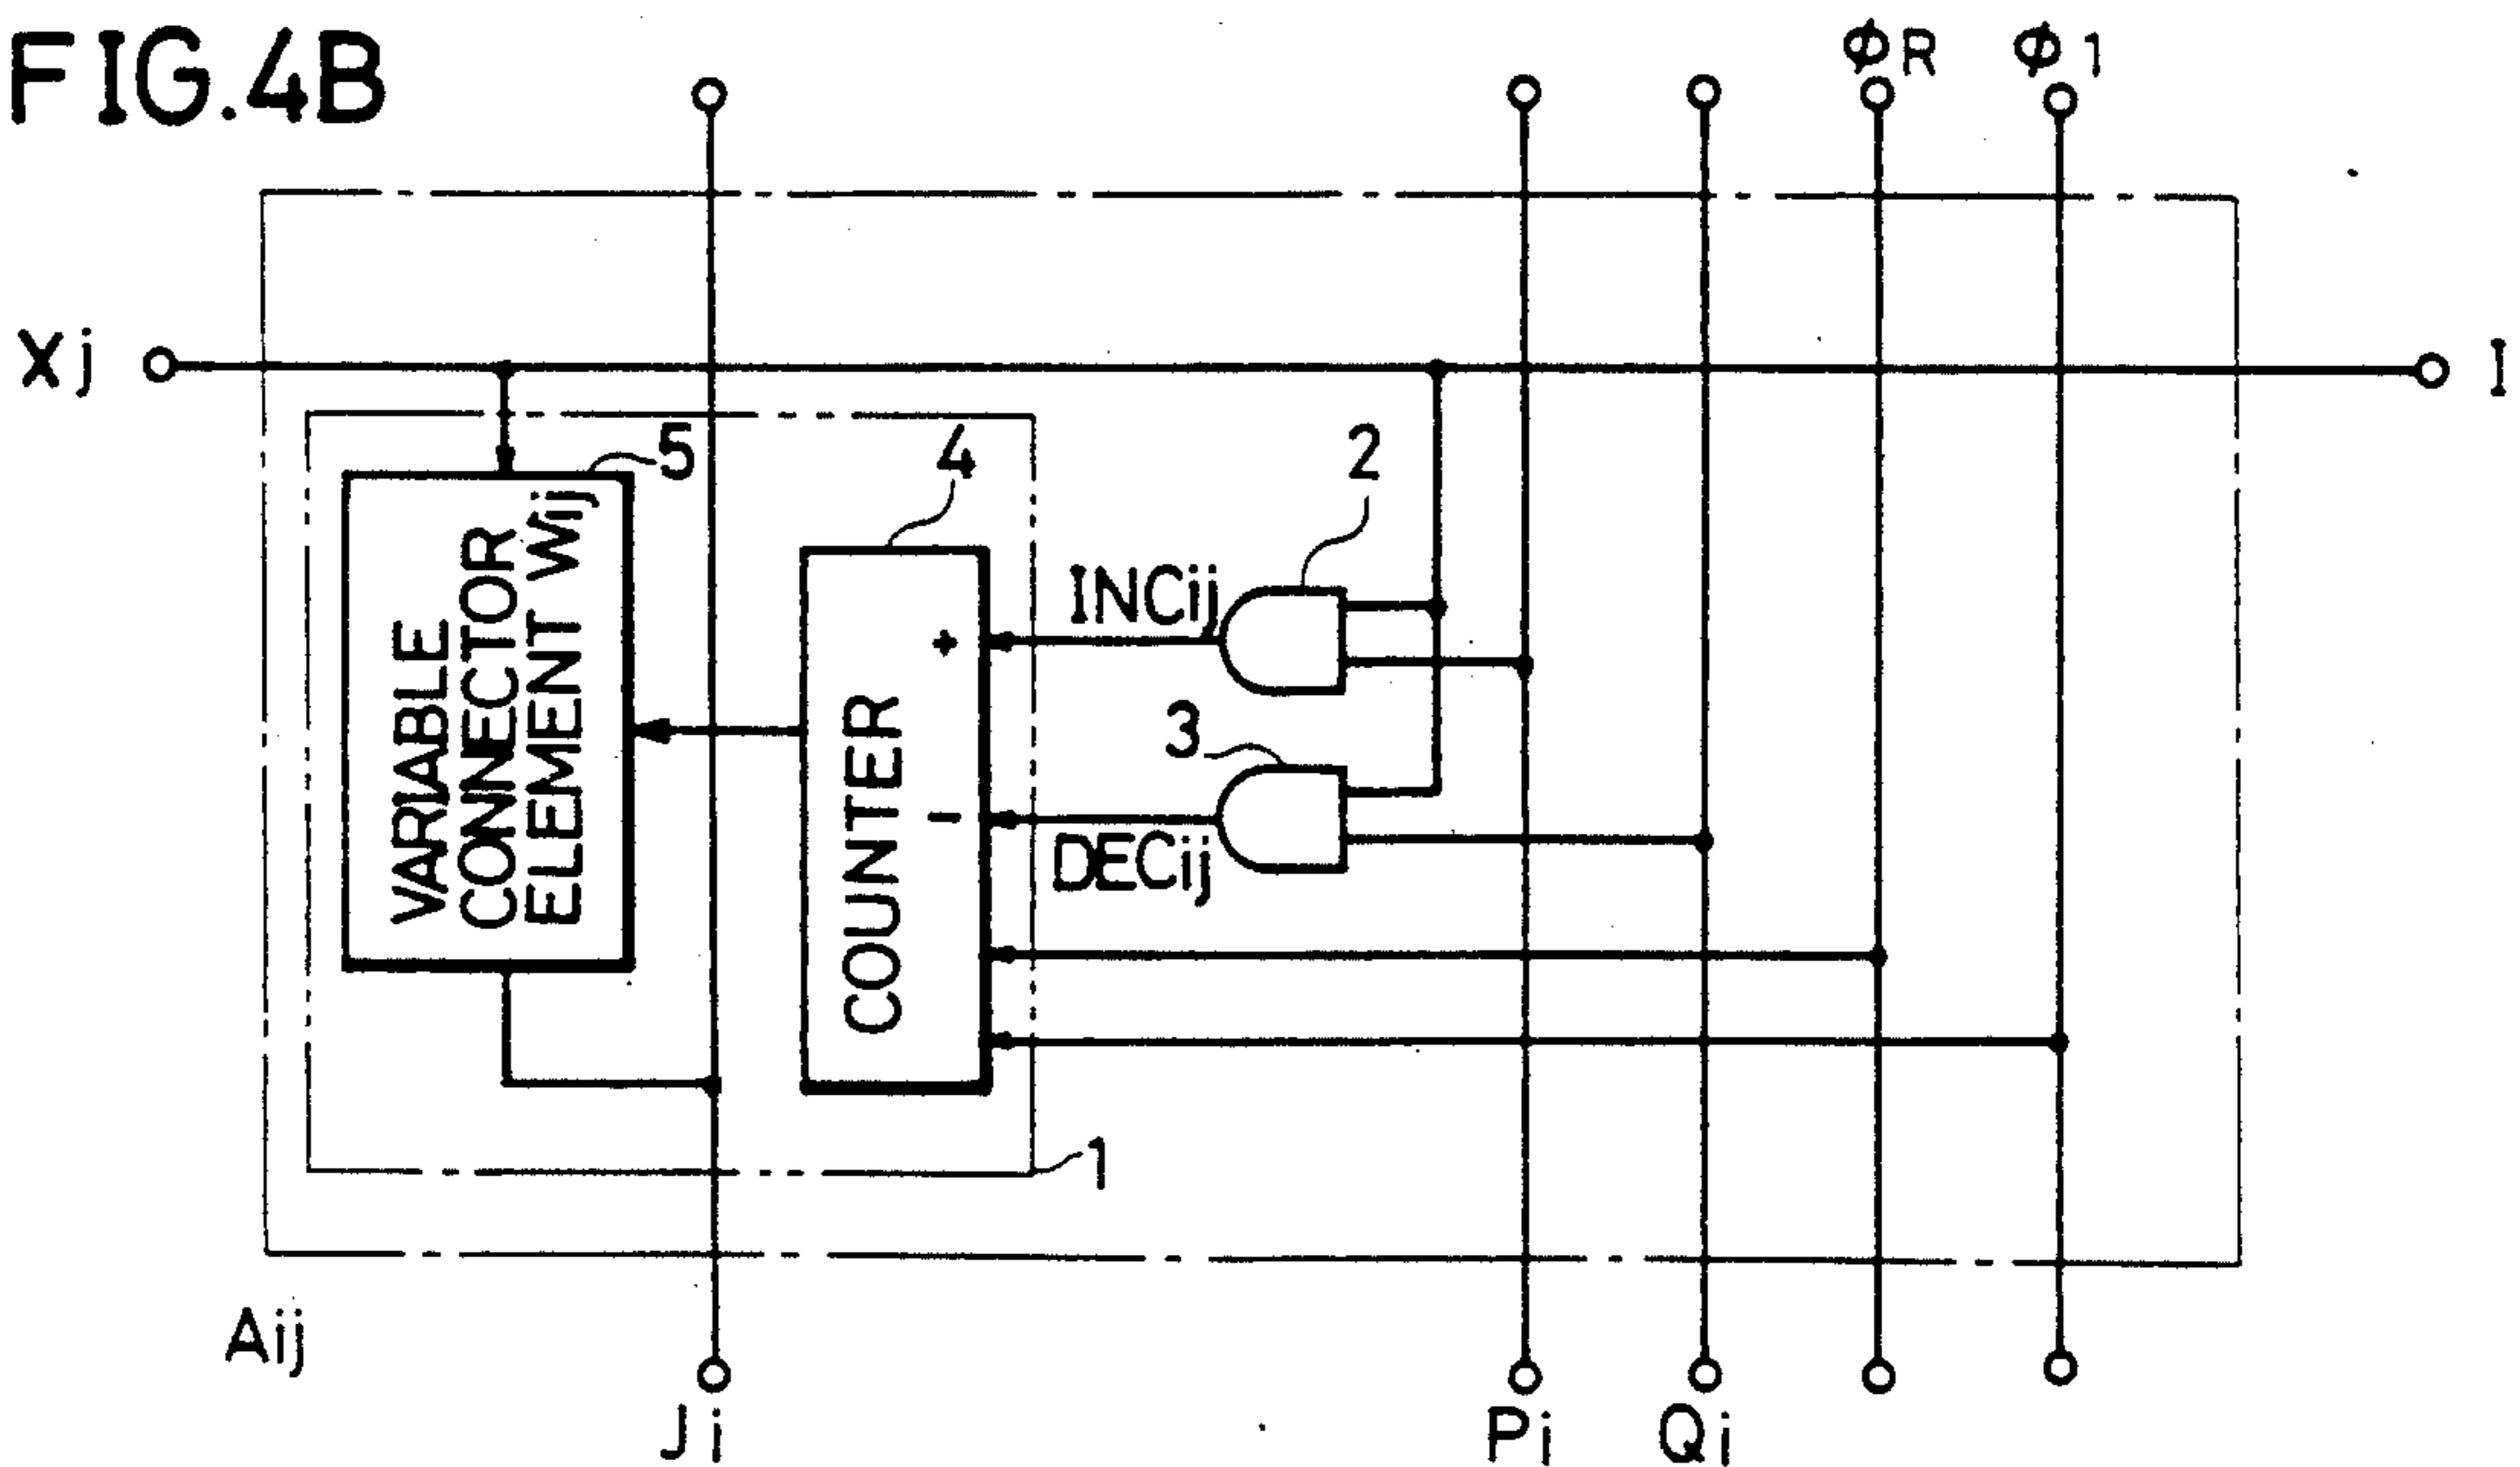 FIG.4B
ΦR
Φ1
Xj
I
5
4
2
VARIABLE
CONNECTOR
ELEMENT Wij
INCij
+
3
COUNTER
−
DECij
1
Aij
Ji
Pi
Qi